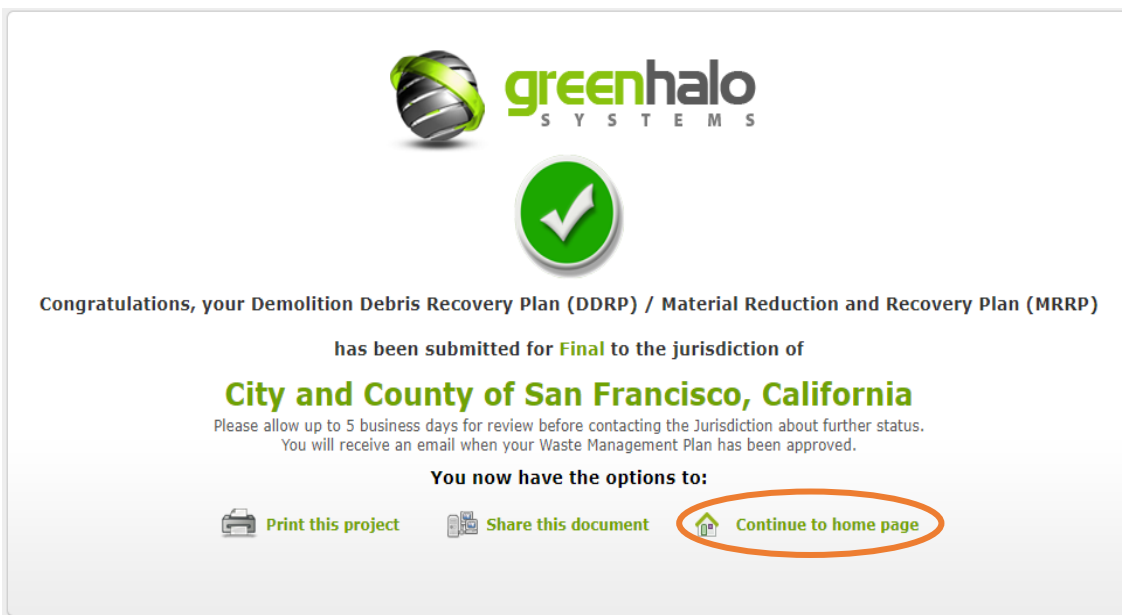 greenhalo
SYSTEMS
Congratulations, your Demolition Debris Recovery Plan (DDRP) / Material Reduction and Recovery Plan (MRRP)
has been submitted for Final to the jurisdiction of
City and County of San Francisco, California
Please allow up to 5 business days for review before contacting the Jurisdiction about further status.
You will receive an email when your Waste Management Plan has been approved.
You now have the options to:
Print this project Share this document Continue to home page